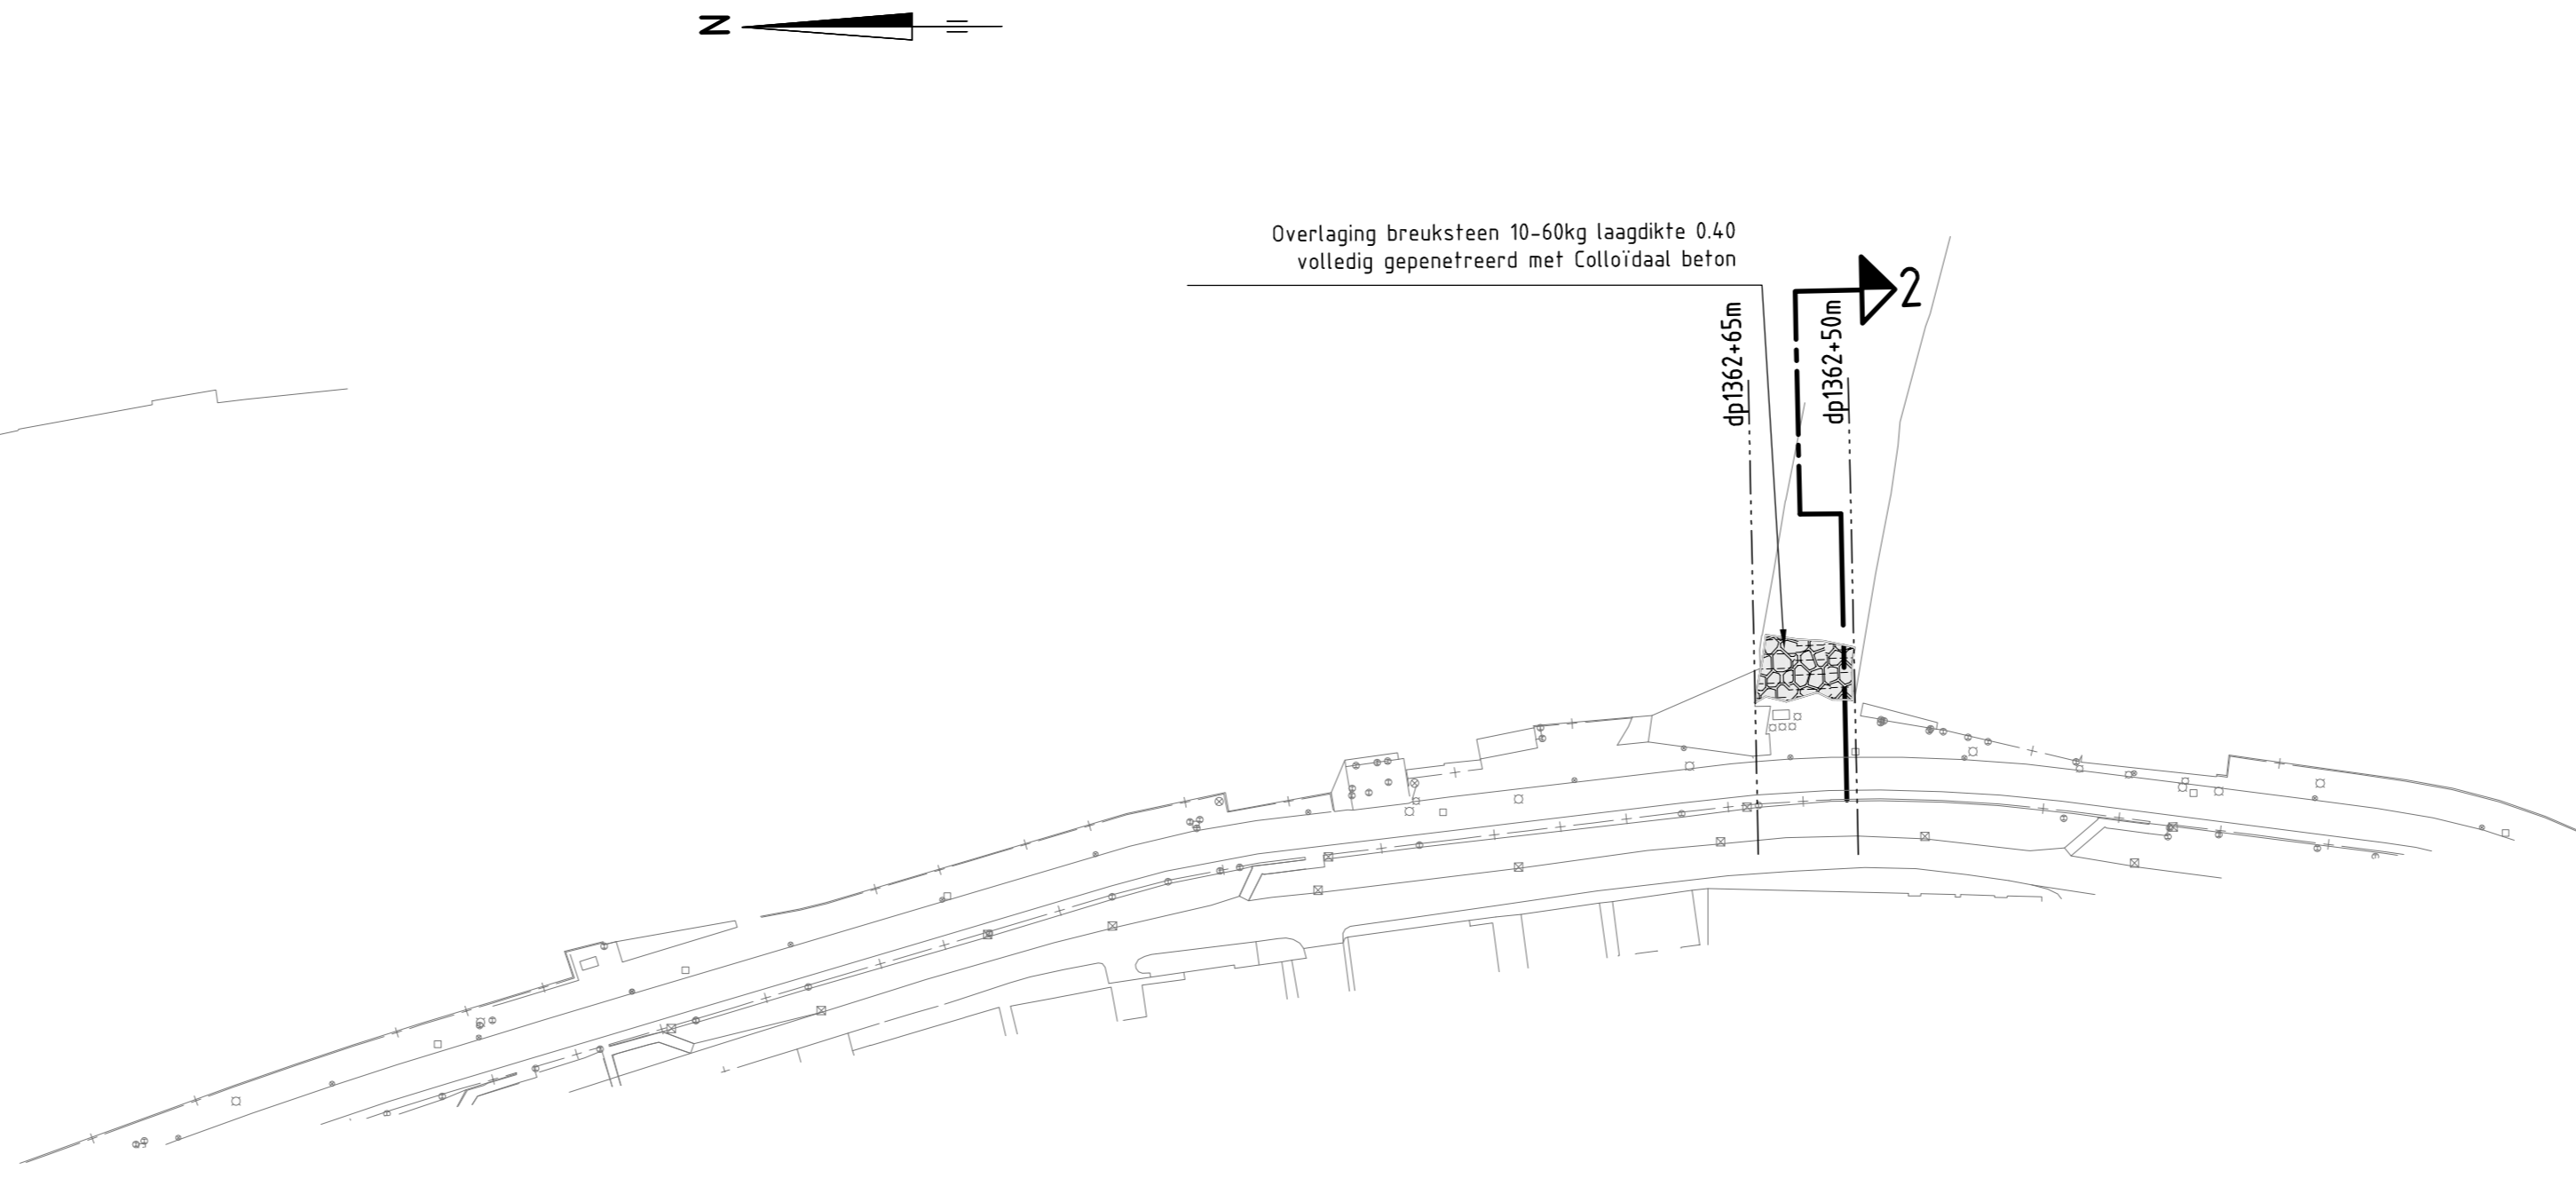 N
Overlaging breuksteen 10-60kg laagdikte 0.40
volledig gepenetreerd met Colloïdaal beton
2
dp1362+65m
dp1362+50m